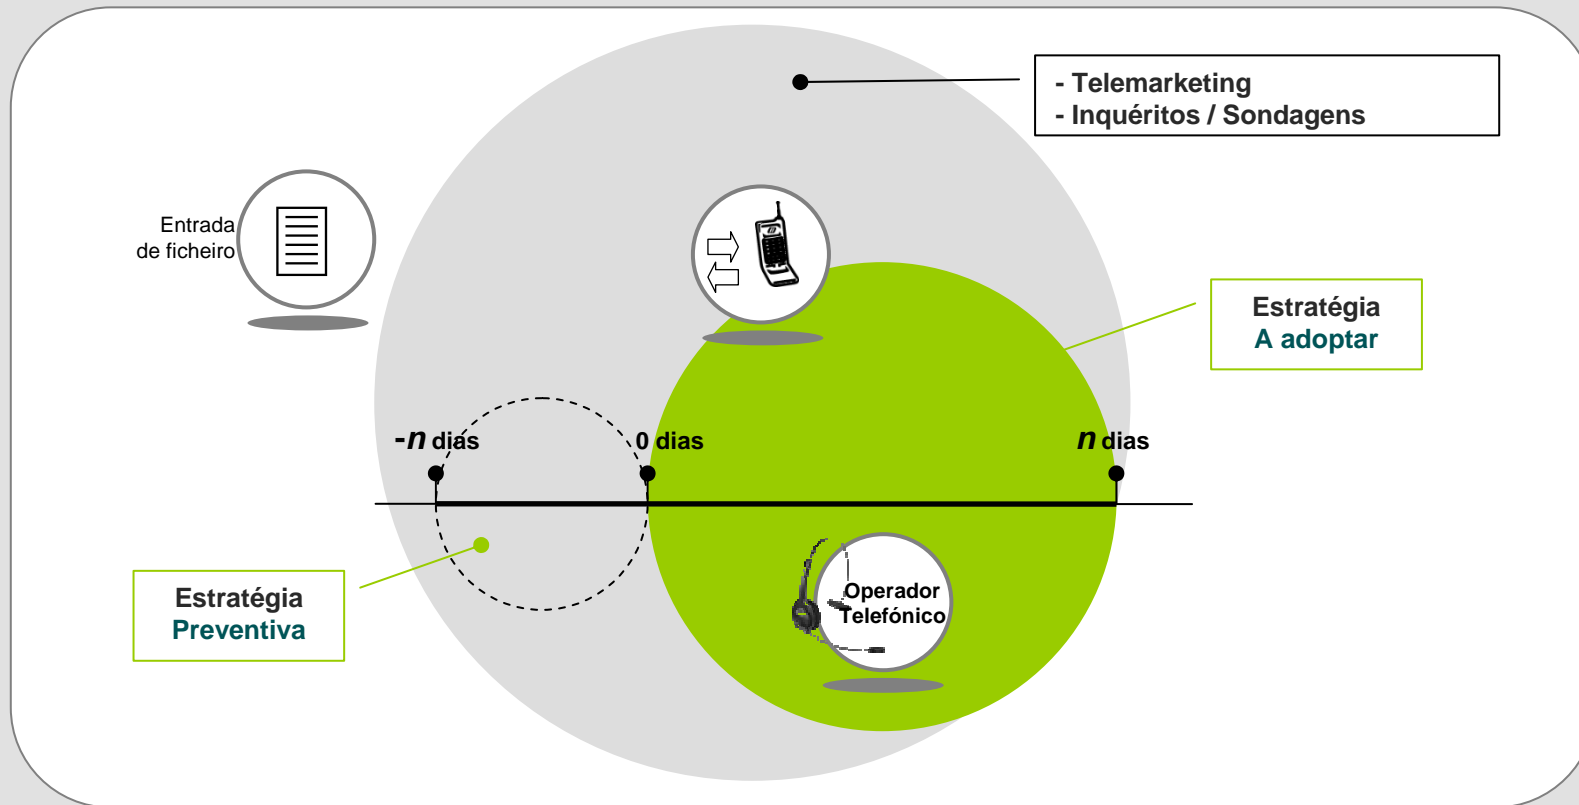 - Telemarketing
- Inquéritos / Sondagens
Entrada
de ficheiro
Estratégia
A adoptar
-n dias
0 dias
n dias
Estratégia
Preventiva
Operador
Telefónico